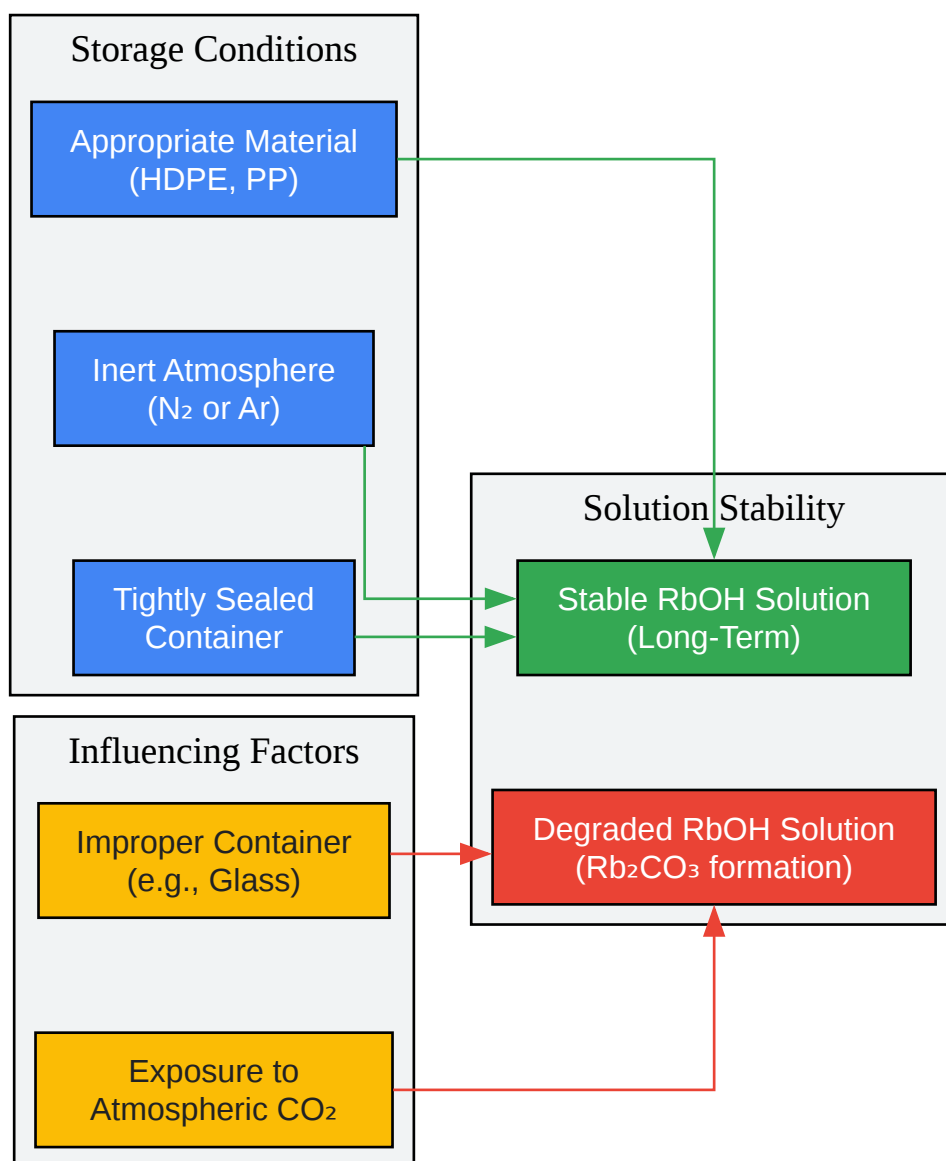 Storage Conditions
Appropriate Material
(HDPE, PP)
Inert Atmosphere
(N₂ or Ar)
Tightly Sealed
Container
Solution Stability
Stable RbOH Solution
(Long-Term)
Degraded RbOH Solution
(Rb₂CO₃ formation)
Influencing Factors
Improper Container
(e.g., Glass)
Exposure to
Atmospheric CO₂